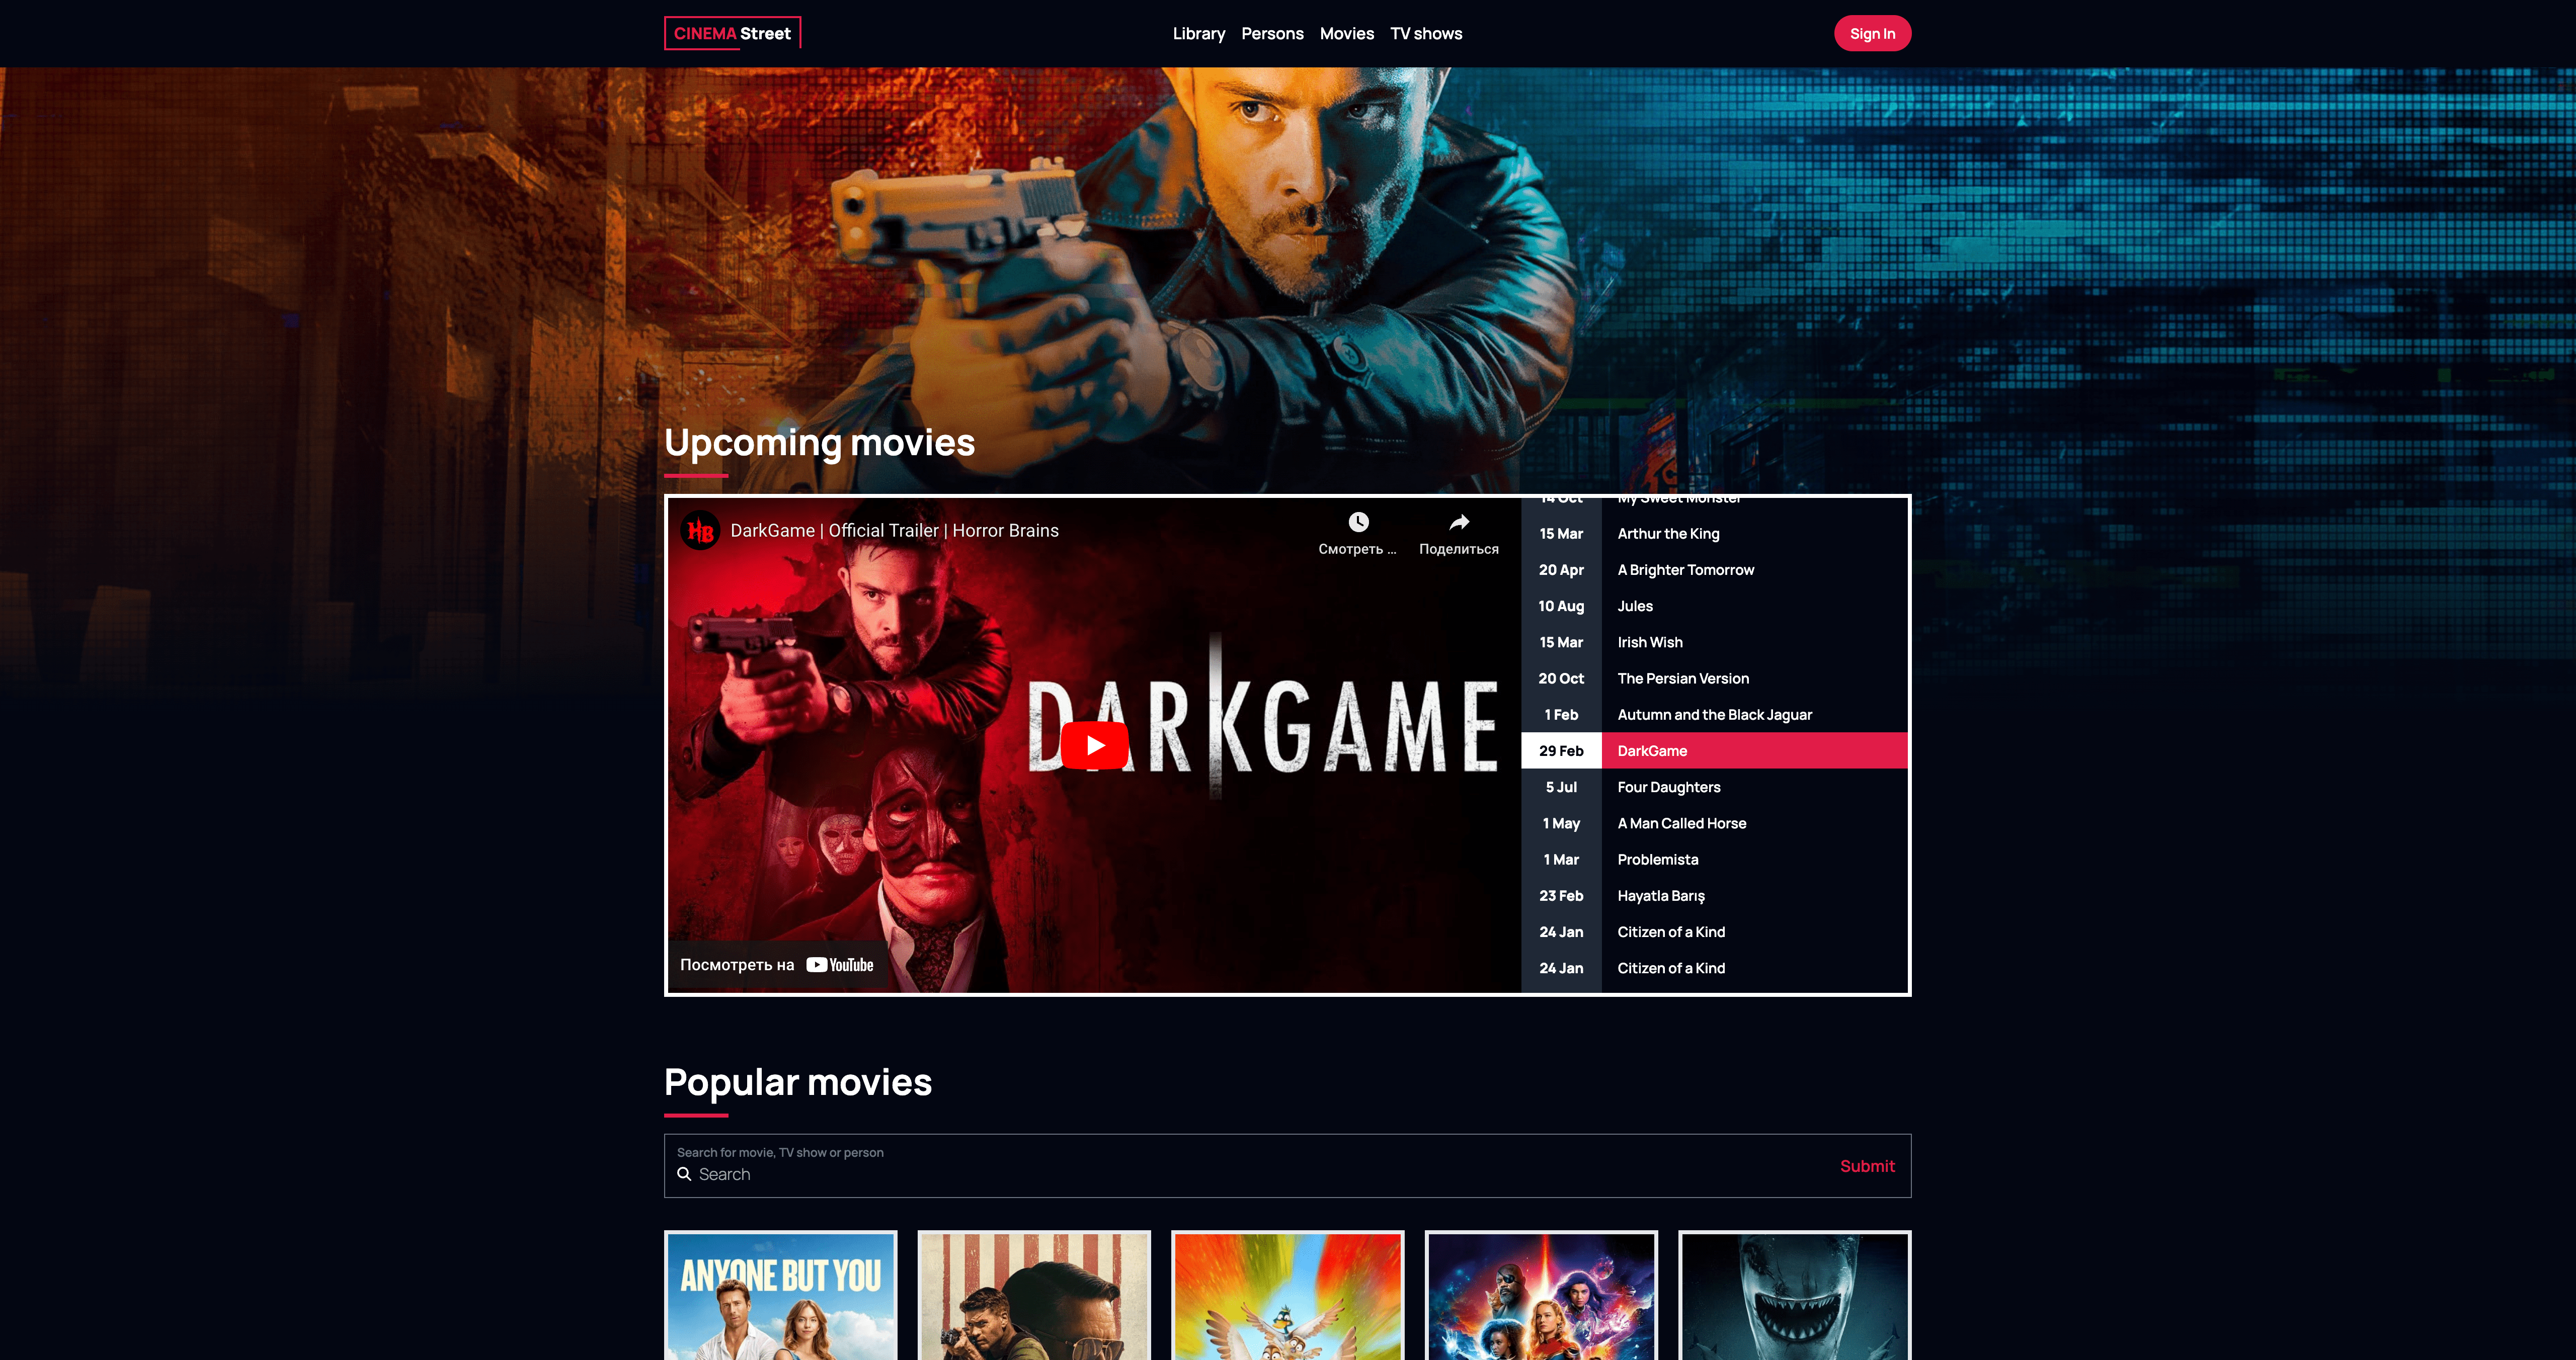 CINEMA Street
Library Persons Movies TV shows
Sign In
Upcoming movies
HB
DarkGame | Official Trailer | Horror Brains
Смотреть ...
Поделиться
DARKGAME
Посмотреть на YouTube
14 Oct My Sweet Monster
15 Mar Arthur the King
20 Apr A Brighter Tomorrow
10 Aug Jules
15 Mar Irish Wish
20 Oct The Persian Version
1 Feb Autumn and the Black Jaguar
29 Feb DarkGame
5 Jul Four Daughters
1 May A Man Called Horse
1 Mar Problemista
23 Feb Hayatla Barış
24 Jan Citizen of a Kind
24 Jan Citizen of a Kind
Popular movies
Search for movie, TV show or person
Search
Submit
ANYONE BUT YOU